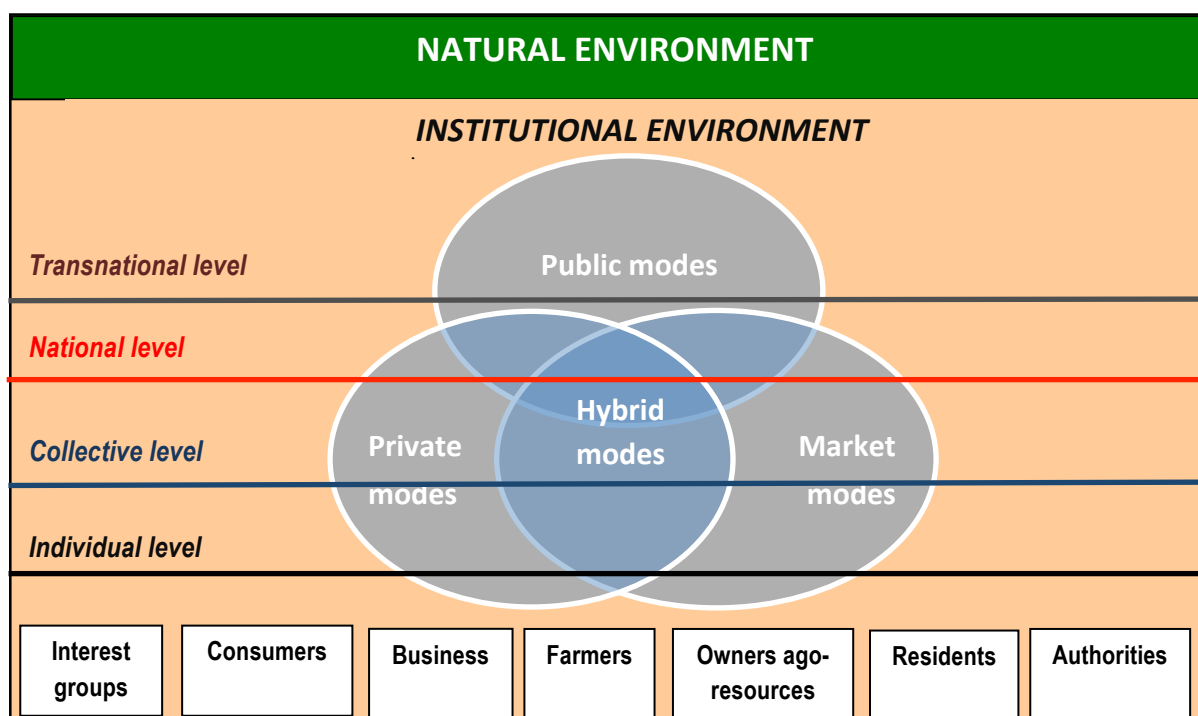 NATURAL ENVIRONMENT
INSTITUTIONAL ENVIRONMENT
Transnational level
Public modes
National level
Hybrid
modes
Collective level
Private
modes
Market
modes
Individual level
Interest
groups
Consumers
Business
Farmers
Owners ago-
resources
Residents
Authorities